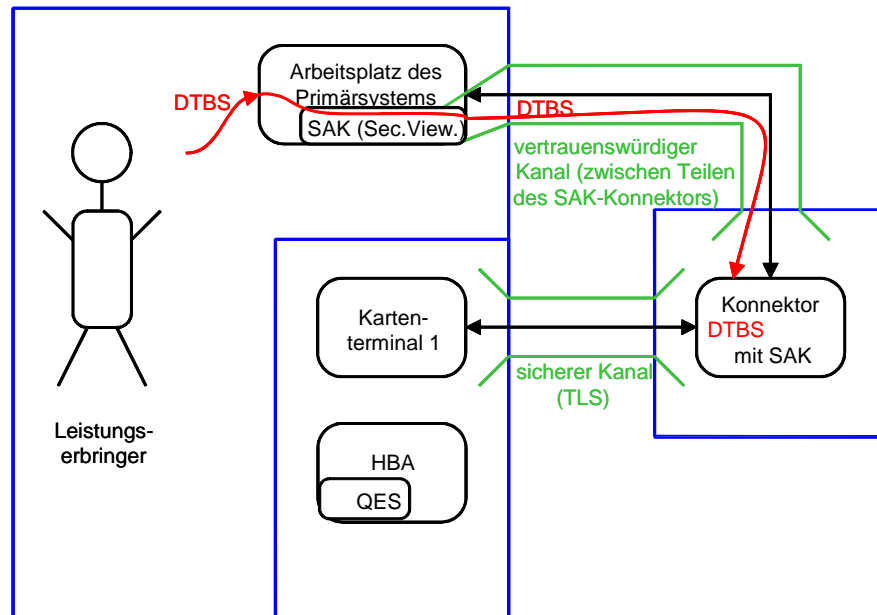 Arbeitsplatz des
Primärsystems
DTBS
SAK (Sec.View.)
DTBS
vertrauenswürdiger
Kanal (zwischen Teilen
des SAK-Konnektors)
Karten-
terminal 1
Konnektor
DTBS
mit SAK
sicherer Kanal
(TLS)
Leistungs-
erbringer
HBA
QES